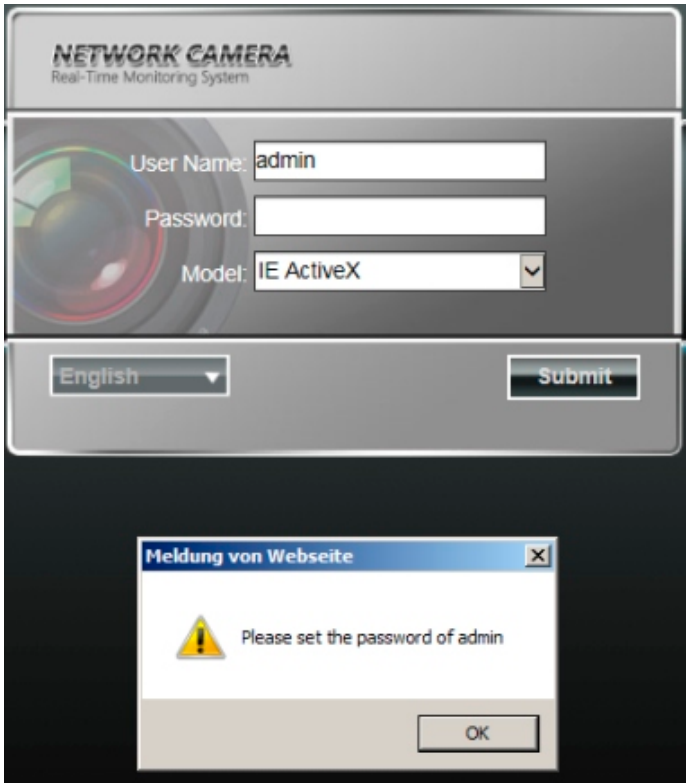 NETWORK CAMERA
Real-Time Monitoring System
User Name: admin
Password:
Model: IE ActiveX
English
Submit
Meldung von Webseite
Please set the password of admin
OK